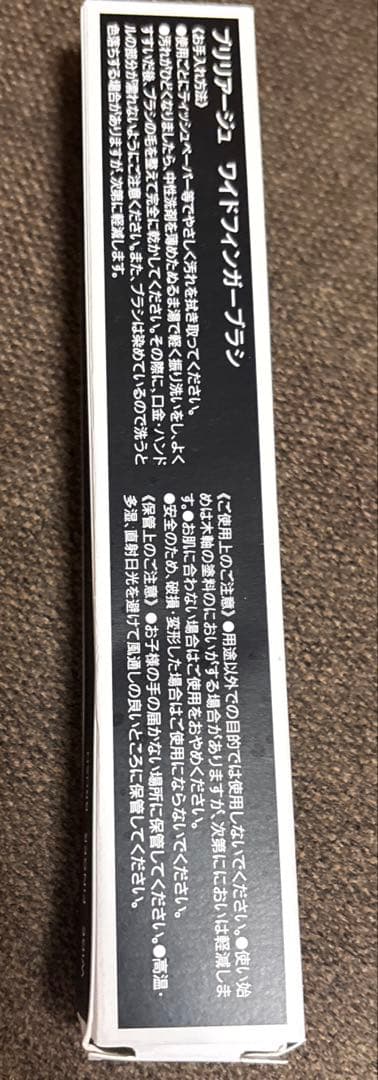 ブリリアージュ ワイドフィンガーブラシ
《お手入れ方法》
●使用ごとにティッシュペーパー等でやさしく汚れを拭き取ってください。
●汚れがひどくなりましたら、中性洗剤を薄めたぬるま湯で軽く振り洗いをし、よく
すすいだ後、ブラシの毛を整えて完全に乾かしてください。その際に、口金・ハンド
ルの部分が濡れないようにご注意ください。また、ブラシは染めているので洗うと
色落ちする場合がありますが、次第に軽減します。
《ご使用上のご注意》●用途以外での目的では使用しないでください。●使い始
めは木軸の塗料のにおいがする場合がありますが、次第ににおいは軽減しま
す。●お肌に合わない場合はご使用をおやめください。
●安全のため、破損・変形した場合はご使用にならないでください。
《保管上のご注意》●お子様の手の届かない場所に保管してください。●高温・
多湿、直射日光を避けて風通しの良いところに保管してください。